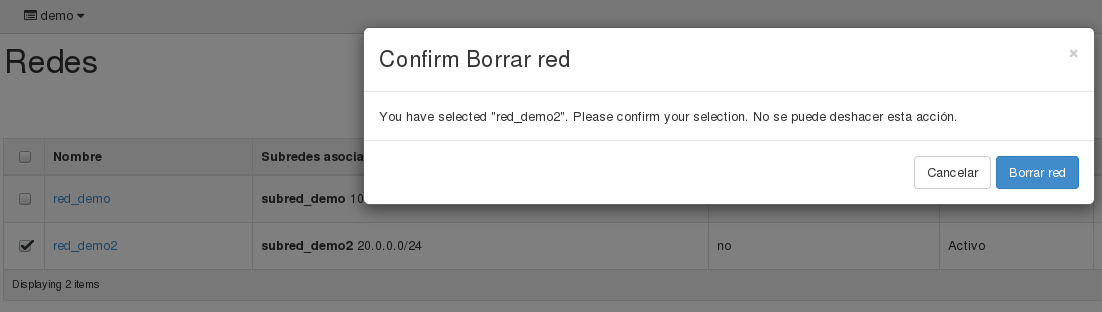 demo
Redes
Confirm Borrar red
×
You have selected "red_demo2". Please confirm your selection. No se puede deshacer esta acción.
Cancelar Borrar red
Nombre Subredes asocia
red_demo subred_demo 10
red_demo2 subred_demo2 20.0.0.0/24 no Activo
Displaying 2 items